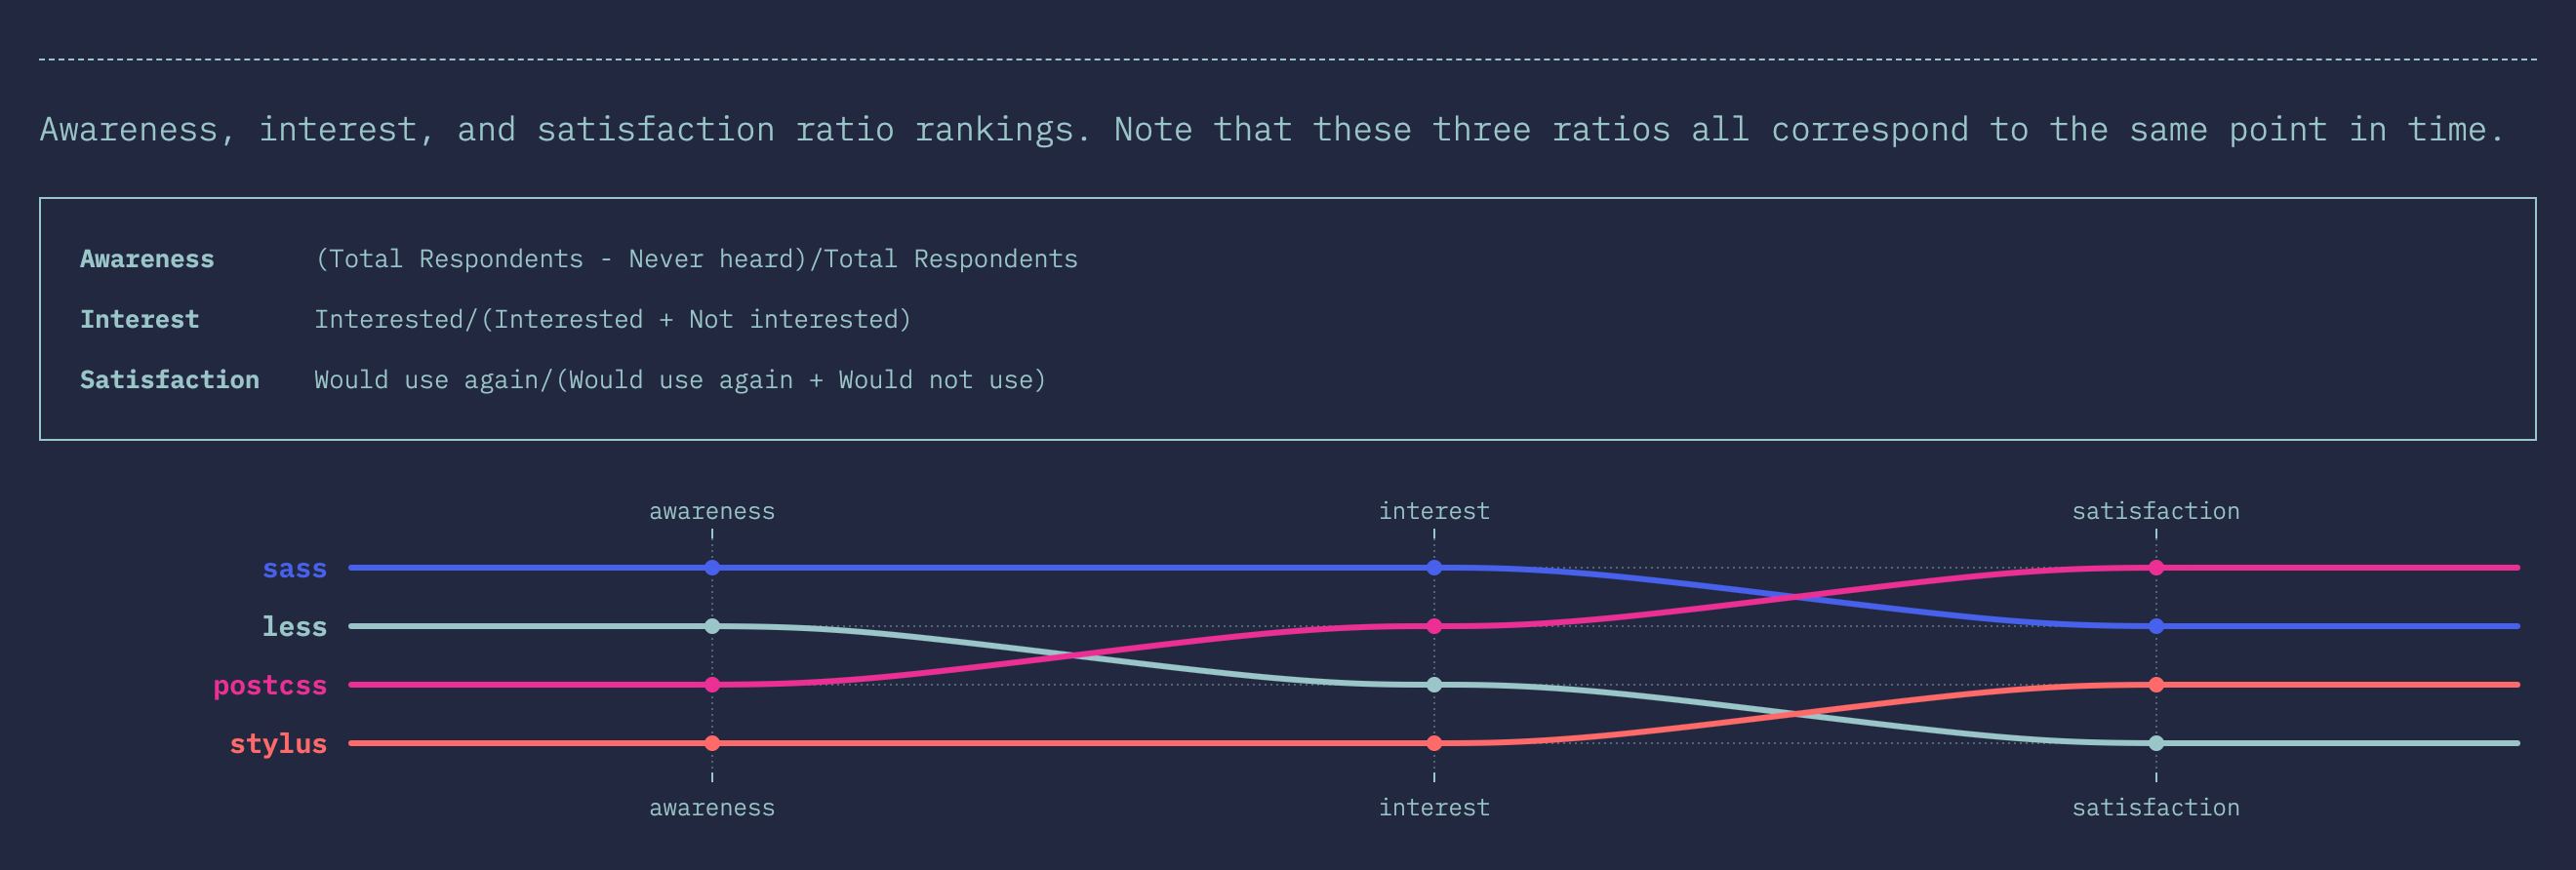 Awareness, interest, and satisfaction ratio rankings. Note that these three ratios all correspond to the same point in time.
Awareness (Total Respondents - Never heard)/Total Respondents
Interest Interested/(Interested + Not interested)
Satisfaction Would use again/(Would use again + Would not use)
awareness interest satisfaction
sass
less
postcss
stylus
awareness interest satisfaction